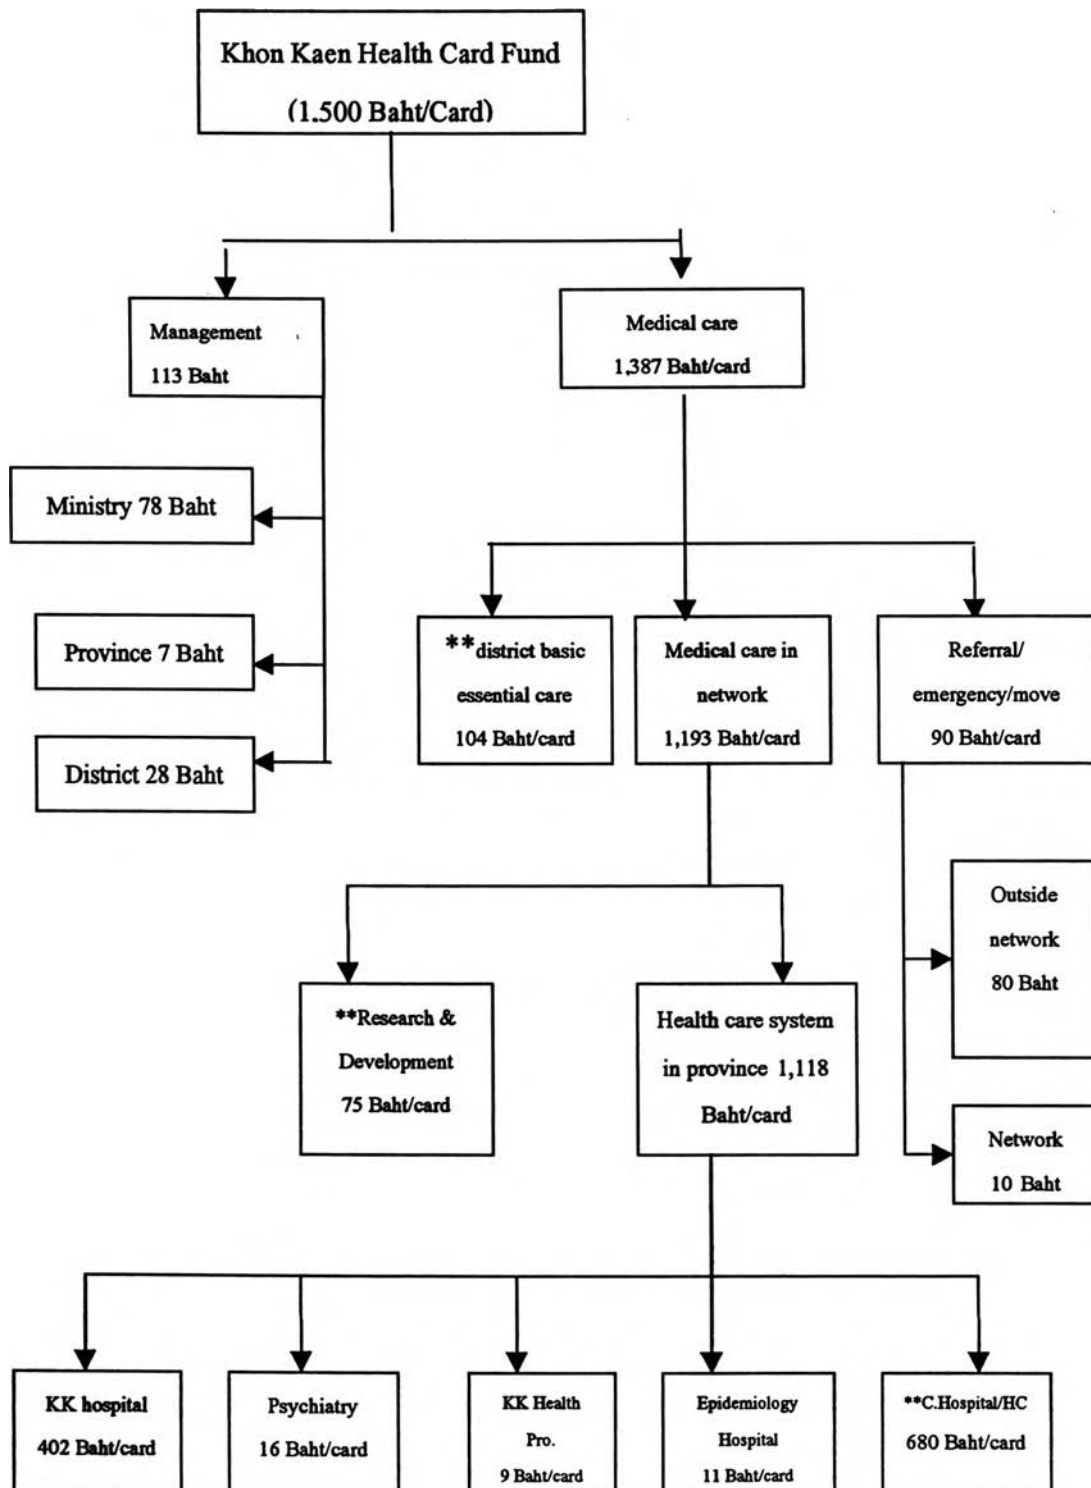 Khon Kaen Health Card Fund
(1.500 Baht/Card)
Management
113 Baht
Medical care
1,387 Baht/card
Ministry 78 Baht
Province 7 Baht
District 28 Baht
**district basic
essential care
104 Baht/card
Medical care in
network
1,193 Baht/card
Referral/
emergency/move
90 Baht/card
Outside
network
80 Baht
Network
10 Baht
**Research &
Development
75 Baht/card
Health care system
in province 1,118
Baht/card
KK hospital
402 Baht/card
Psychiatry
16 Baht/card
KK Health
Pro.
9 Baht/card
Epidemiology
Hospital
11 Baht/card
**C.Hospital/HC
680 Baht/card